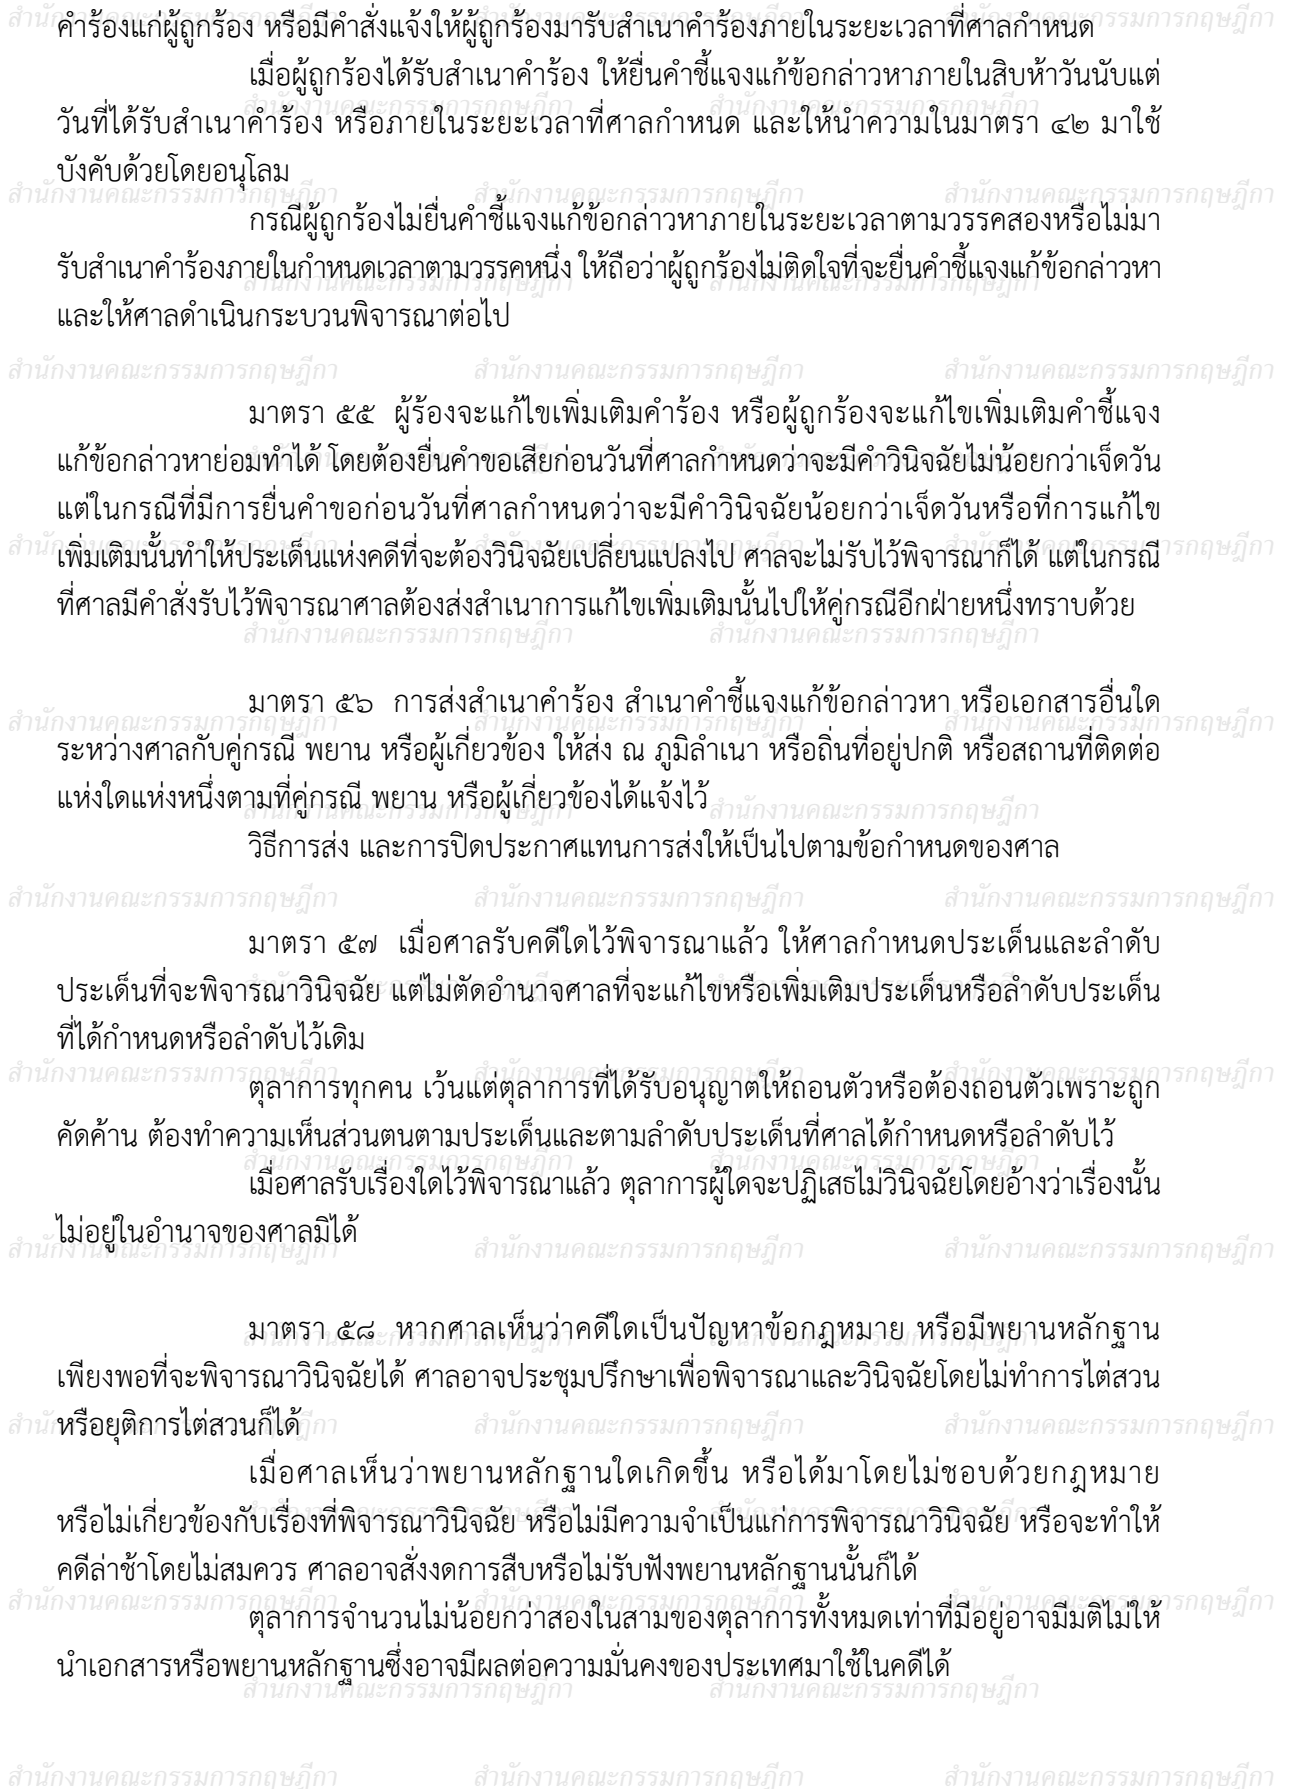 คำร้องแก่ผู้ถูกร้อง หรือมีคำสั่งแจ้งให้ผู้ถูกร้องมารับสำเนาคำร้องภายในระยะเวลาที่ศาลกำหนด
เมื่อผู้ถูกร้องได้รับสำเนาคำร้อง ให้ยื่นคำชี้แจงแก้ข้อกล่าวหาภายในสิบห้าวันนับแต่
วันที่ได้รับสำเนาคำร้อง หรือภายในระยะเวลาที่ศาลกำหนด และให้นำความในมาตรา ๔๒ มาใช้
บังคับด้วยโดยอนุโลม
กรณีผู้ถูกร้องไม่ยื่นคำชี้แจงแก้ข้อกล่าวหาภายในระยะเวลาตามวรรคสองหรือไม่มา
รับสำเนาคำร้องภายในกำหนดเวลาตามวรรคหนึ่ง ให้ถือว่าผู้ถูกร้องไม่ติดใจที่จะยื่นคำชี้แจงแก้ข้อกล่าวหา
และให้ศาลดำเนินกระบวนพิจารณาต่อไป
มาตรา ๕๕ ผู้ร้องจะแก้ไขเพิ่มเติมคำร้อง หรือผู้ถูกร้องจะแก้ไขเพิ่มเติมคำชี้แจง
แก้ข้อกล่าวหาย่อมทำได้ โดยต้องยื่นคำขอเสียก่อนวันที่ศาลกำหนดว่าจะมีคำวินิจฉัยไม่น้อยกว่าเจ็ดวัน
แต่ในกรณีที่มีการยื่นคำขอก่อนวันที่ศาลกำหนดว่าจะมีคำวินิจฉัยน้อยกว่าเจ็ดวันหรือที่การแก้ไข
เพิ่มเติมนั้นทำให้ประเด็นแห่งคดีที่จะต้องวินิจฉัยเปลี่ยนแปลงไป ศาลจะไม่รับไว้พิจารณาก็ได้ แต่ในกรณี
ที่ศาลมีคำสั่งรับไว้พิจารณาศาลต้องส่งสำเนาการแก้ไขเพิ่มเติมนั้นไปให้คู่กรณีอีกฝ่ายหนึ่งทราบด้วย
มาตรา ๕๖ การส่งสำเนาคำร้อง สำเนาคำชี้แจงแก้ข้อกล่าวหา หรือเอกสารอื่นใด
ระหว่างศาลกับคู่กรณี พยาน หรือผู้เกี่ยวข้อง ให้ส่ง ณ ภูมิลำเนา หรือถิ่นที่อยู่ปกติ หรือสถานที่ติดต่อ
แห่งใดแห่งหนึ่งตามที่คู่กรณี พยาน หรือผู้เกี่ยวข้องได้แจ้งไว้
วิธีการส่ง และการปิดประกาศแทนการส่งให้เป็นไปตามข้อกำหนดของศาล
มาตรา ๕๗ เมื่อศาลรับคดีใดไว้พิจารณาแล้ว ให้ศาลกำหนดประเด็นและลำดับ
ประเด็นที่จะพิจารณาวินิจฉัย แต่ไม่ตัดอำนาจศาลที่จะแก้ไขหรือเพิ่มเติมประเด็นหรือลำดับประเด็น
ที่ได้กำหนดหรือลำดับไว้เดิม
ตุลาการทุกคน เว้นแต่ตุลาการที่ได้รับอนุญาตให้ถอนตัวหรือต้องถอนตัวเพราะถูก
คัดค้าน ต้องทำความเห็นส่วนตนตามประเด็นและตามลำดับประเด็นที่ศาลได้กำหนดหรือลำดับไว้
เมื่อศาลรับเรื่องใดไว้พิจารณาแล้ว ตุลาการผู้ใดจะปฏิเสธไม่วินิจฉัยโดยอ้างว่าเรื่องนั้น
ไม่อยู่ในอำนาจของศาลมิได้
มาตรา ๕๘ หากศาลเห็นว่าคดีใดเป็นปัญหาข้อกฎหมาย หรือมีพยานหลักฐาน
เพียงพอที่จะพิจารณาวินิจฉัยได้ ศาลอาจประชุมปรึกษาเพื่อพิจารณาและวินิจฉัยโดยไม่ทำการไต่สวน
หรือยุติการไต่สวนก็ได้
เมื่อศาลเห็นว่าพยานหลักฐานใดเกิดขึ้น หรือได้มาโดยไม่ชอบด้วยกฎหมาย
หรือไม่เกี่ยวข้องกับเรื่องที่พิจารณาวินิจฉัย หรือไม่มีความจำเป็นแก่การพิจารณาวินิจฉัย หรือจะทำให้
คดีล่าช้าโดยไม่สมควร ศาลอาจสั่งงดการสืบหรือไม่รับฟังพยานหลักฐานนั้นก็ได้
ตุลาการจำนวนไม่น้อยกว่าสองในสามของตุลาการทั้งหมดเท่าที่มีอยู่อาจมีมติไม่ให้
นำเอกสารหรือพยานหลักฐานซึ่งอาจมีผลต่อความมั่นคงของประเทศมาใช้ในคดีได้